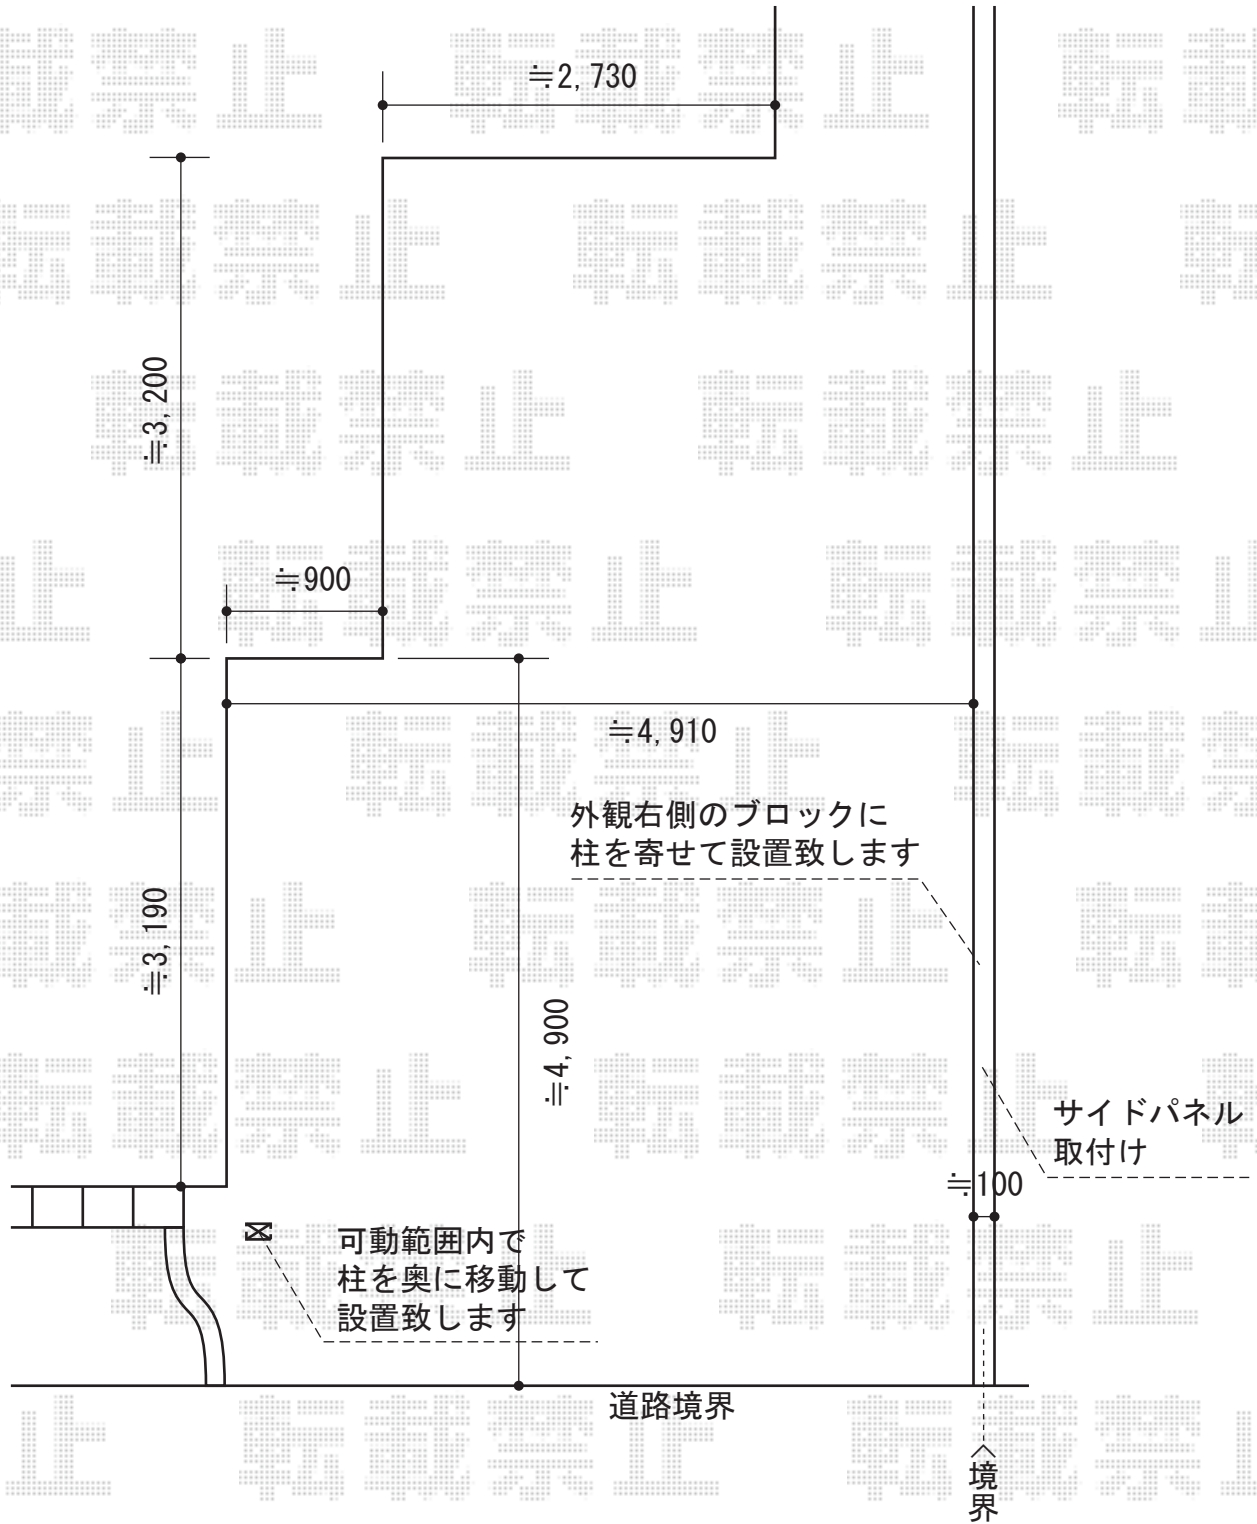 ≒2,730
≒3,200
≒900
≒4,910
外観右側のブロックに
柱を寄せて設置致します
≒3,190
≒4,900
サイドパネル
取付け
≒100
可動範囲内で
柱を奥に移動して
設置致します
道路境界
境界
転載禁止